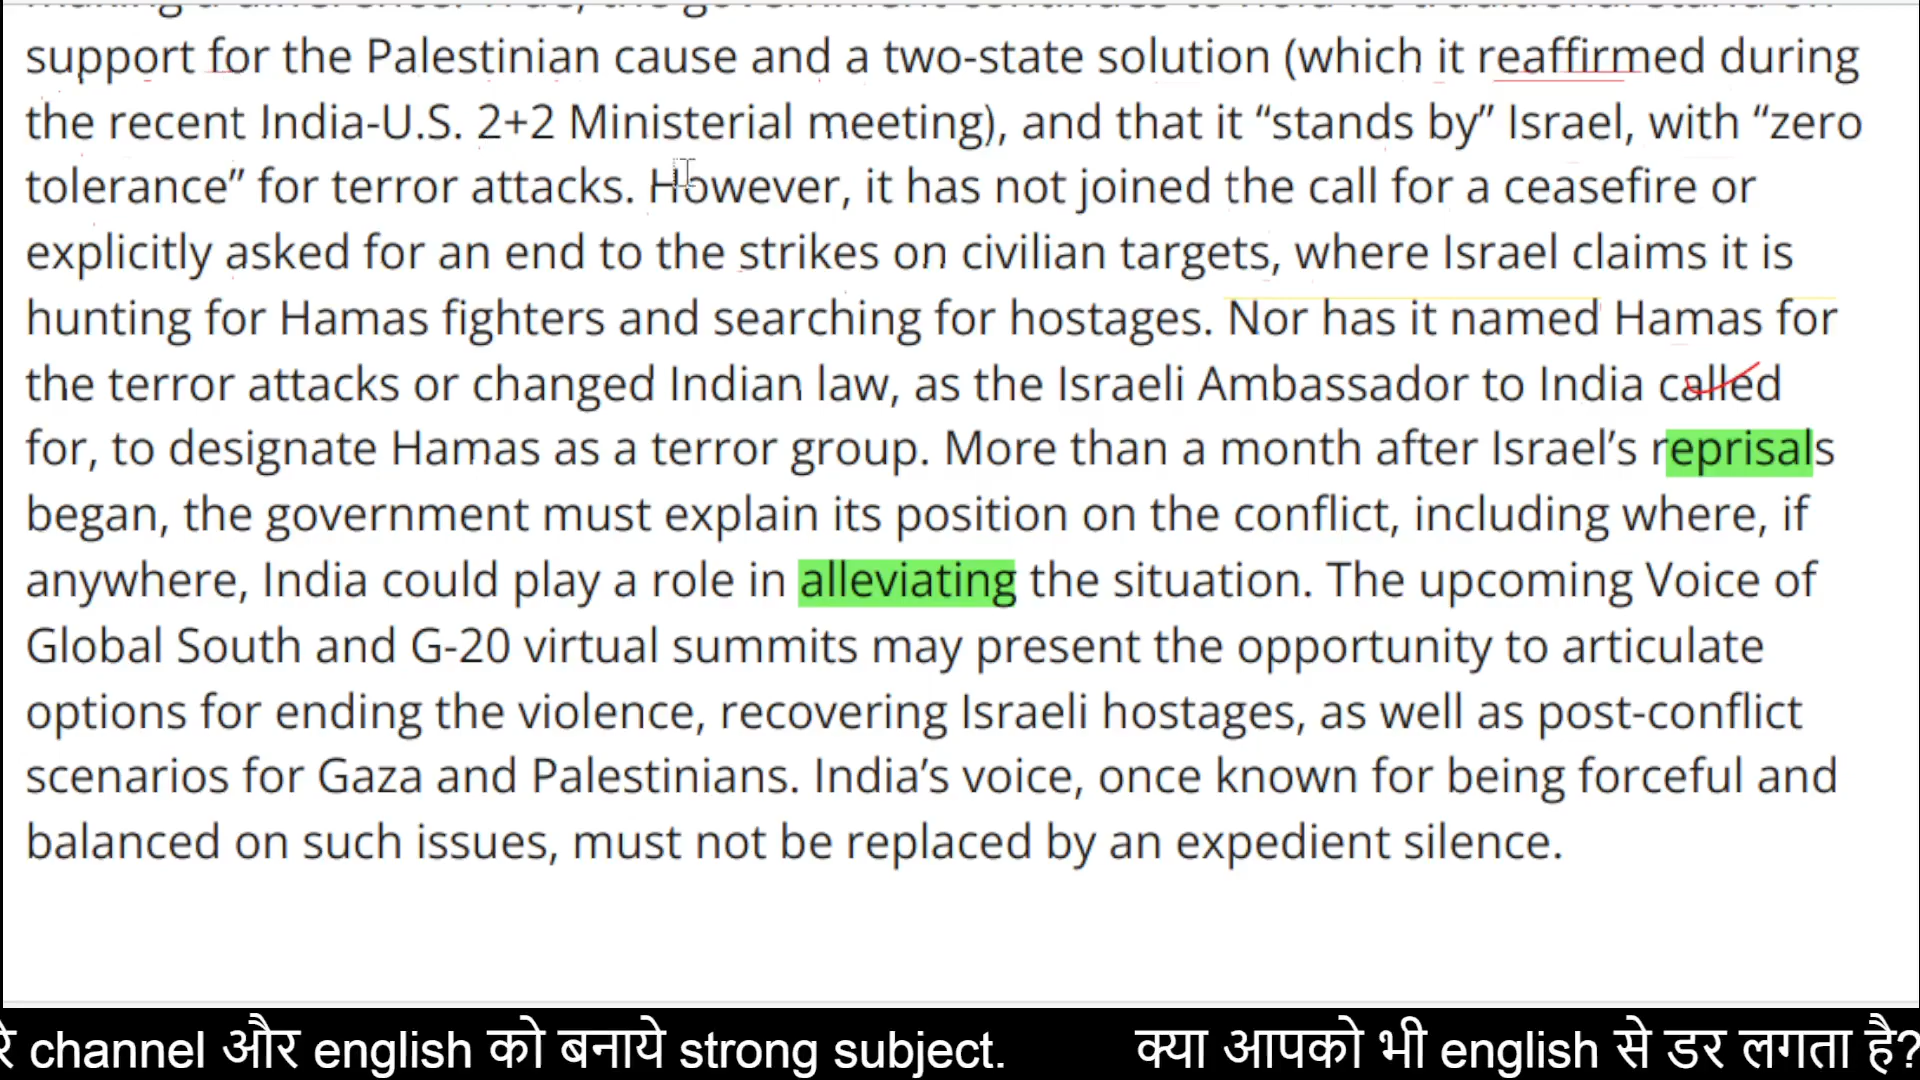 support for the Palestinian cause and a two-state solution (which it reaffirmed during
the recent India-U.S. 2+2 Ministerial meeting), and that it “stands by” Israel, with “zero
tolerance” for terror attacks. However, it has not joined the call for a ceasefire or
explicitly asked for an end to the strikes on civilian targets, where Israel claims it is
hunting for Hamas fighters and searching for hostages. Nor has it named Hamas for
the terror attacks or changed Indian law, as the Israeli Ambassador to India called
for, to designate Hamas as a terror group. More than a month after Israel’s reprisals
began, the government must explain its position on the conflict, including where, if
anywhere, India could play a role in alleviating the situation. The upcoming Voice of
Global South and G-20 virtual summits may present the opportunity to articulate
options for ending the violence, recovering Israeli hostages, as well as post-conflict
scenarios for Gaza and Palestinians. India’s voice, once known for being forceful and
balanced on such issues, must not be replaced by an expedient silence.
channel और english को बनाये strong subject. क्या आपको भी english से डर लगता है?